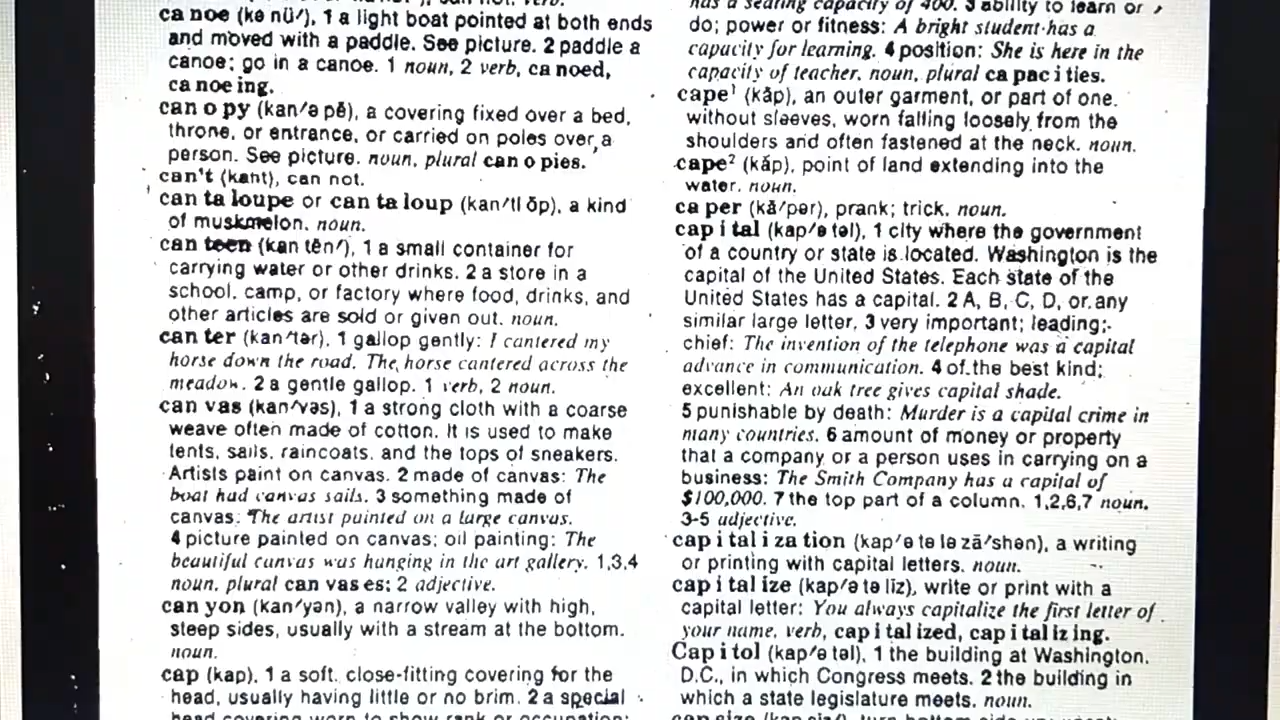 ca noe (kə nü′), 1 a light boat pointed at both ends
and moved with a paddle. See picture. 2 paddle a
canoe; go in a canoe. 1 noun, 2 verb, ca noed,
ca noe ing.
can o py (kan′ə pē), a covering fixed over a bed,
throne, or entrance, or carried on poles over a
person. See picture. noun, plural can o pies.
can't (kant), can not.
can ta loupe or can ta loup (kan′tl ōp), a kind
of muskmelon. noun.
can teen (kan tēn′), 1 a small container for
carrying water or other drinks. 2 a store in a
school, camp, or factory where food, drinks, and
other articles are sold or given out. noun.
can ter (kan′tər), 1 gallop gently: I cantered my
horse down the road. The horse cantered across the
meadow. 2 a gentle gallop. 1 verb, 2 noun.
can vas (kan′vəs), 1 a strong cloth with a coarse
weave often made of cotton. It is used to make
tents, sails, raincoats, and the tops of sneakers.
Artists paint on canvas. 2 made of canvas: The
boat had canvas sails. 3 something made of
canvas: The artist painted on a large canvas.
4 picture painted on canvas; oil painting: The
beautiful canvas was hanging in the art gallery. 1,3,4
noun, plural can vas es; 2 adjective.
can yon (kan′yən), a narrow valley with high,
steep sides, usually with a stream at the bottom.
noun.
cap (kap), 1 a soft, close-fitting covering for the
head, usually having little or no brim. 2 a special
head covering worn to show rank or occupation:
has a seating capacity of 400. 3 ability to learn or
do; power or fitness: A bright student has a
capacity for learning. 4 position: She is here in the
capacity of teacher. noun, plural ca pac i ties.
cape¹ (kāp), an outer garment, or part of one,
without sleeves, worn falling loosely from the
shoulders and often fastened at the neck. noun.
cape² (kāp), point of land extending into the
water. noun.
ca per (kā′pər), prank; trick. noun.
cap i tal (kap′ə təl), 1 city where the government
of a country or state is located. Washington is the
capital of the United States. Each state of the
United States has a capital. 2 A, B, C, D, or any
similar large letter. 3 very important; leading;
chief: The invention of the telephone was a capital
advance in communication. 4 of the best kind;
excellent: An oak tree gives capital shade.
5 punishable by death: Murder is a capital crime in
many countries. 6 amount of money or property
that a company or a person uses in carrying on a
business: The Smith Company has a capital of
$100,000. 7 the top part of a column. 1,2,6,7 noun,
3-5 adjective.
cap i tal i za tion (kap′ə tə lə zā′shən), a writing
or printing with capital letters. noun.
cap i tal ize (kap′ə tə līz), write or print with a
capital letter: You always capitalize the first letter of
your name. verb, cap i tal ized, cap i tal iz ing.
Cap i tol (kap′ə təl), 1 the building at Washington,
D.C., in which Congress meets. 2 the building in
which a state legislature meets. noun.